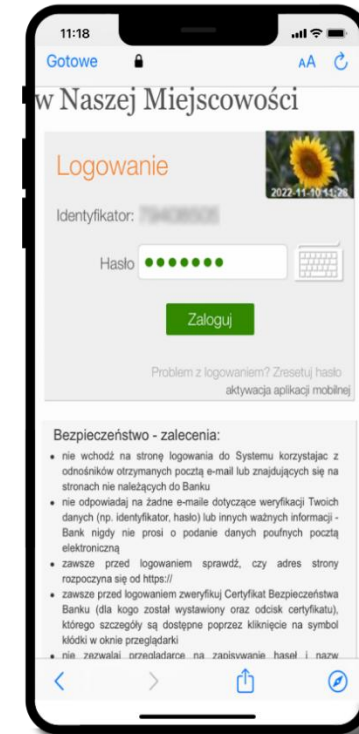 11:18
Gotowe
AA
w Naszej Miejscowości
Logowanie
2022-11-10 11:28
Identyfikator:
Hasło
Zaloguj
Problem z logowaniem? Zresetuj hasło
aktywacja aplikacji mobilnej
Bezpieczeństwo - zalecenia:
• nie wchodź na stronę logowania do Systemu korzystajac z
odnośników otrzymanych pocztą e-mail lub znajdujących się na
stronach nie należących do Banku
• nie odpowiadaj na żadne e-maile dotyczące weryfikacji Twoich
danych (np. identyfikator, hasło) lub innych ważnych informacji -
Bank nigdy nie prosi o podanie danych poufnych pocztą
elektroniczną
• zawsze przed logowaniem sprawdź, czy adres strony
rozpoczyna się od https://
• zawsze przed logowaniem zweryfikuj Certyfikat Bezpieczeństwa
Banku (dla kogo został wystawiony oraz odcisk certyfikatu),
którego szczegóły są dostępne poprzez kliknięcie na symbol
kłódki w oknie przeglądarki
• nie zezwalaj przeglądarce na zapisywanie haseł i nazw